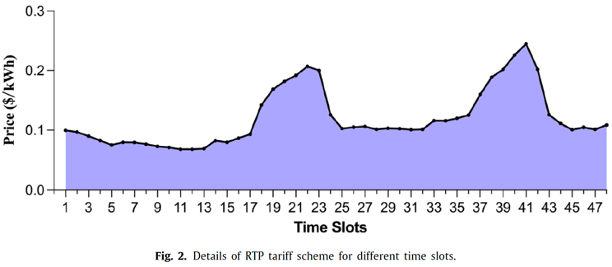 0.3
0.2
0.1
0.0
Price ($/kWh)
1 3 5 7 9 11 13 15 17 19 21 23 25 27 29 31 33 35 37 39 41 43 45 47
Time Slots
Fig. 2. Details of RTP tariff scheme for different time slots.